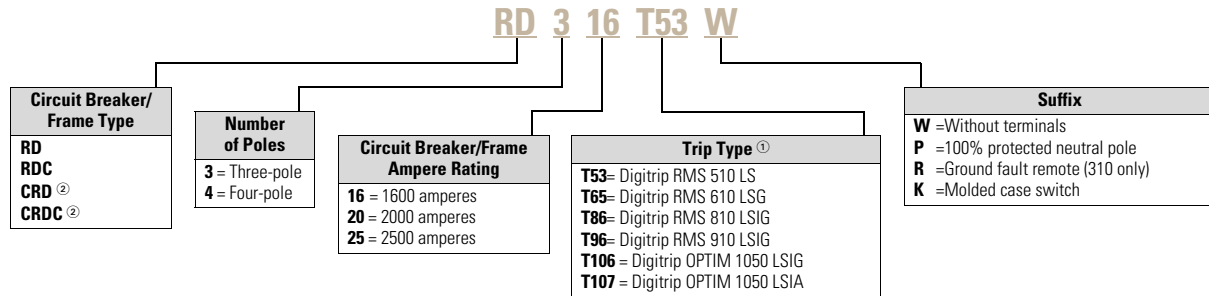 RD 3 16 T53 W
Circuit Breaker/
Frame Type
RD
RDC
CRD ②
CRDC ②
Number
of Poles
3 = Three-pole
4 = Four-pole
Circuit Breaker/Frame
Ampere Rating
16 = 1600 amperes
20 = 2000 amperes
25 = 2500 amperes
Trip Type ①
T53= Digitrip RMS 510 LS
T65= Digitrip RMS 610 LSG
T86= Digitrip RMS 810 LSIG
T96= Digitrip RMS 910 LSIG
T106 = Digitrip OPTIM 1050 LSIG
T107 = Digitrip OPTIM 1050 LSIA
Suffix
W =Without terminals
P =100% protected neutral pole
R =Ground fault remote (310 only)
K =Molded case switch